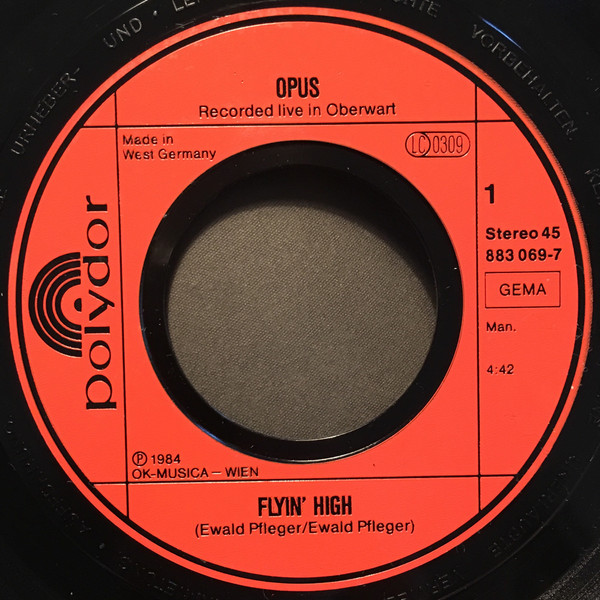 OPUS
Recorded live in Oberwart
Made in
West Germany
LC 0309
1
Stereo 45
883 069-7
GEMA
Man.
4:42
polydor
Ⓟ 1984
OK-MUSICA – WIEN
FLYIN' HIGH
(Ewald Pfleger/Ewald Pfleger)
URHEBER- UND
VORBEHALTEN.